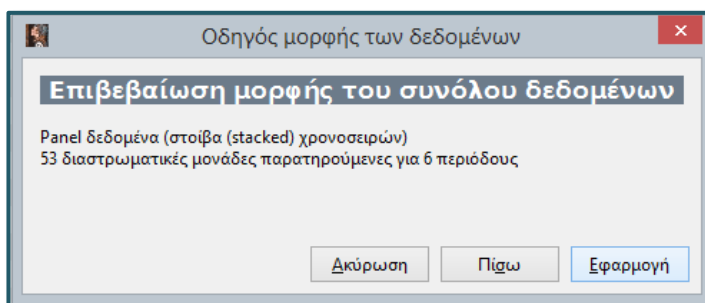 Οδηγός μορφής των δεδομένων
Επιβεβαίωση μορφής του συνόλου δεδομένων
Panel δεδομένα (στοίβα (stacked) χρονοσειρών)
53 διαστρωματικές μονάδες παρατηρούμενες για 6 περιόδους
Ακύρωση Πίσω Εφαρμογή